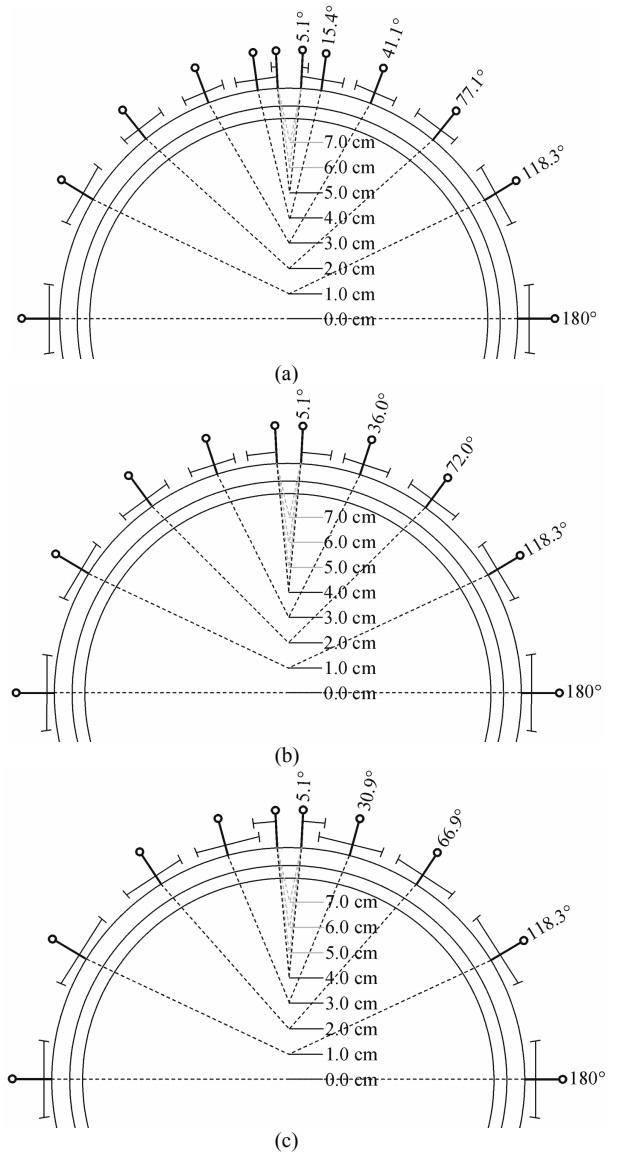 5.1°
15.4°
41.1°
77.1°
118.3°
7.0 cm
6.0 cm
5.0 cm
4.0 cm
3.0 cm
2.0 cm
1.0 cm
0.0 cm
180°
(a)
5.1°
36.0°
72.0°
118.3°
7.0 cm
6.0 cm
5.0 cm
4.0 cm
3.0 cm
2.0 cm
1.0 cm
0.0 cm
180°
(b)
5.1°
30.9°
66.9°
118.3°
7.0 cm
6.0 cm
5.0 cm
4.0 cm
3.0 cm
2.0 cm
1.0 cm
0.0 cm
180°
(c)